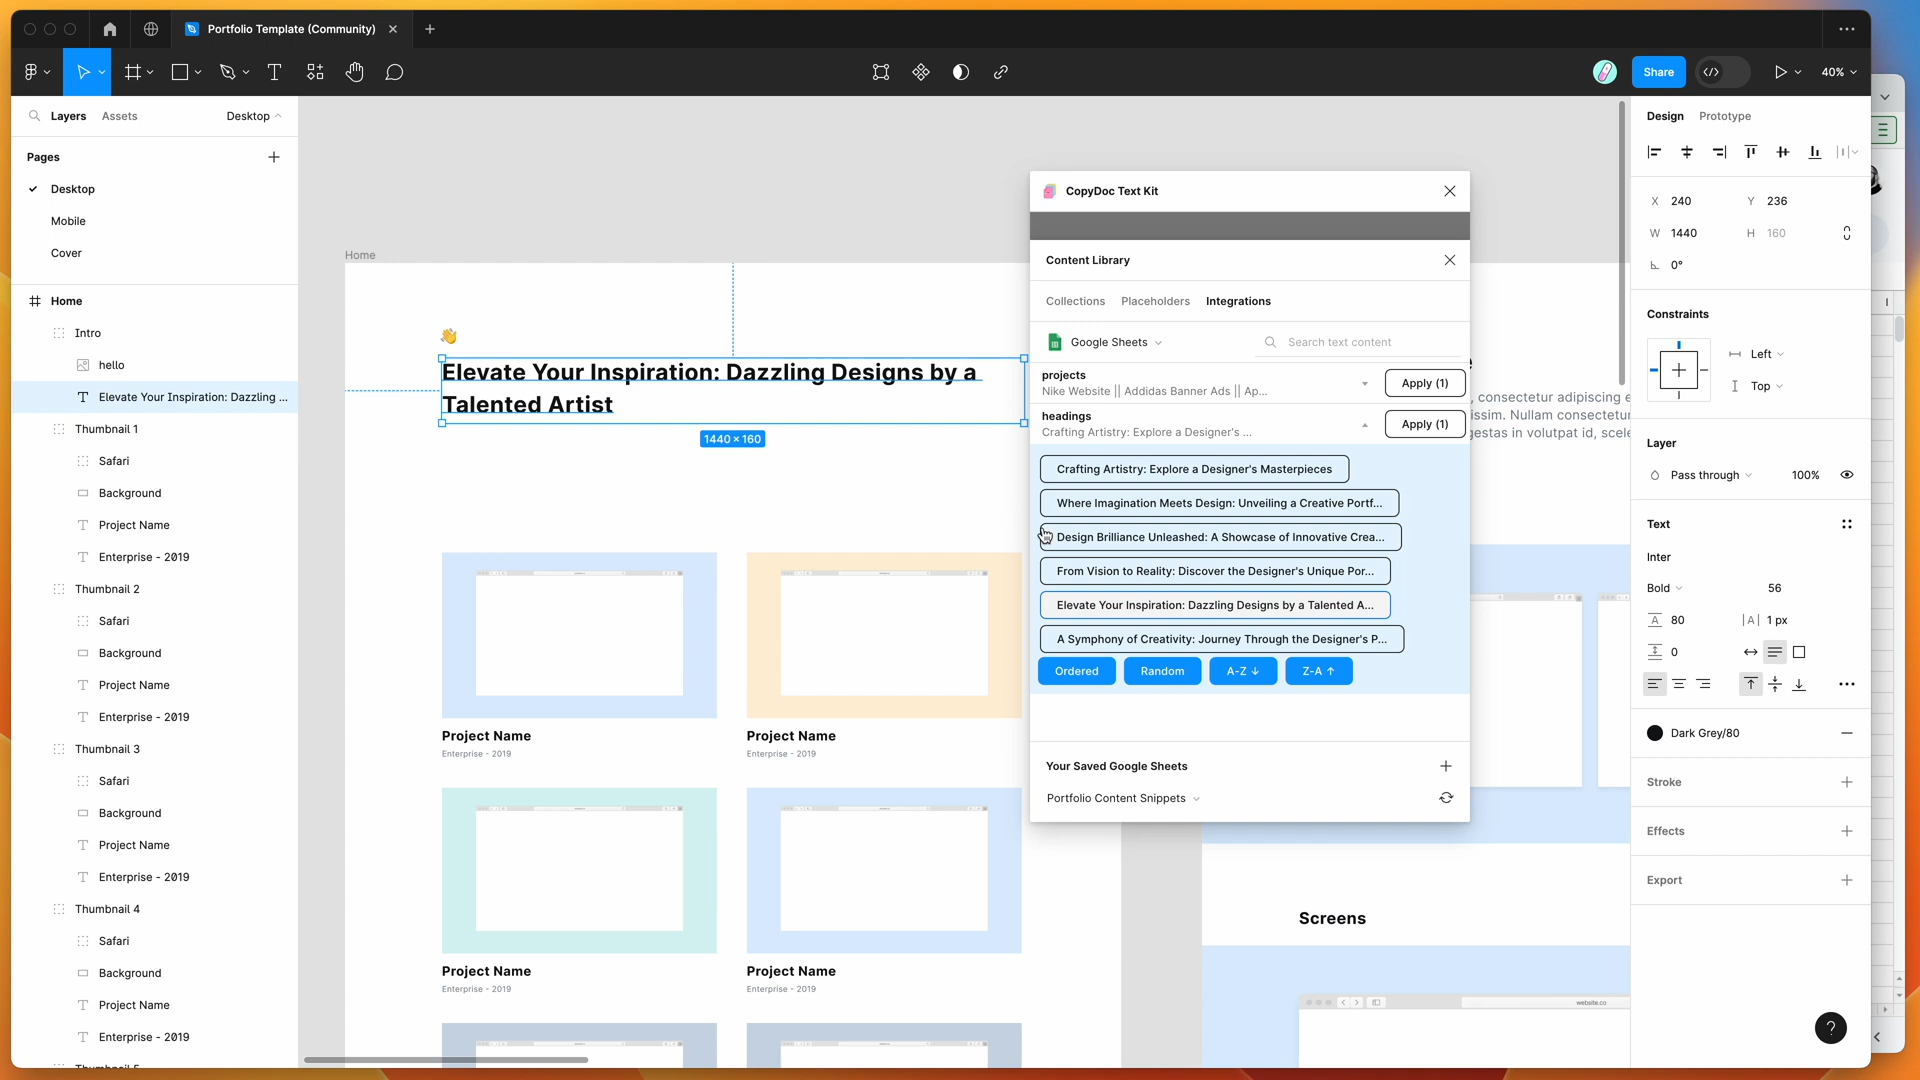 Portfolio Template (Community)
Share
40%
Layers
Assets
Desktop
Pages
Desktop
Mobile
Cover
Home
Intro
hello
Elevate Your Inspiration: Dazzling ...
Thumbnail 1
Safari
Background
Project Name
Enterprise - 2019
Thumbnail 2
Safari
Background
Project Name
Enterprise - 2019
Thumbnail 3
Safari
Background
Project Name
Enterprise - 2019
Thumbnail 4
Safari
Background
Project Name
Enterprise - 2019
Home
Elevate Your Inspiration: Dazzling Designs by a
Talented Artist
1440 × 160
Project Name
Enterprise - 2019
Project Name
Enterprise - 2019
Project Name
Enterprise - 2019
Project Name
Enterprise - 2019
CopyDoc Text Kit
Content Library
Collections
Placeholders
Integrations
Google Sheets
Search text content
projects
Nike Website || Addidas Banner Ads || Ap...
Apply (1)
headings
Crafting Artistry: Explore a Designer's ...
Apply (1)
Crafting Artistry: Explore a Designer's Masterpieces
Where Imagination Meets Design: Unveiling a Creative Portf...
Design Brilliance Unleashed: A Showcase of Innovative Crea...
From Vision to Reality: Discover the Designer's Unique Por...
Elevate Your Inspiration: Dazzling Designs by a Talented A...
A Symphony of Creativity: Journey Through the Designer's P...
Ordered
Random
A-Z ↓
Z-A ↑
Your Saved Google Sheets
Portfolio Content Snippets
, consectetur adipiscing e
issim. Nullam consectetur
gestas in volutpat id, scele
Screens
website.co
Design
Prototype
X 240
Y 236
W 1440
H 160
0°
Constraints
Left
Top
Layer
Pass through
100%
Text
Inter
Bold
56
80
|A| 1 px
0
Dark Grey/80
Stroke
Effects
Export
?